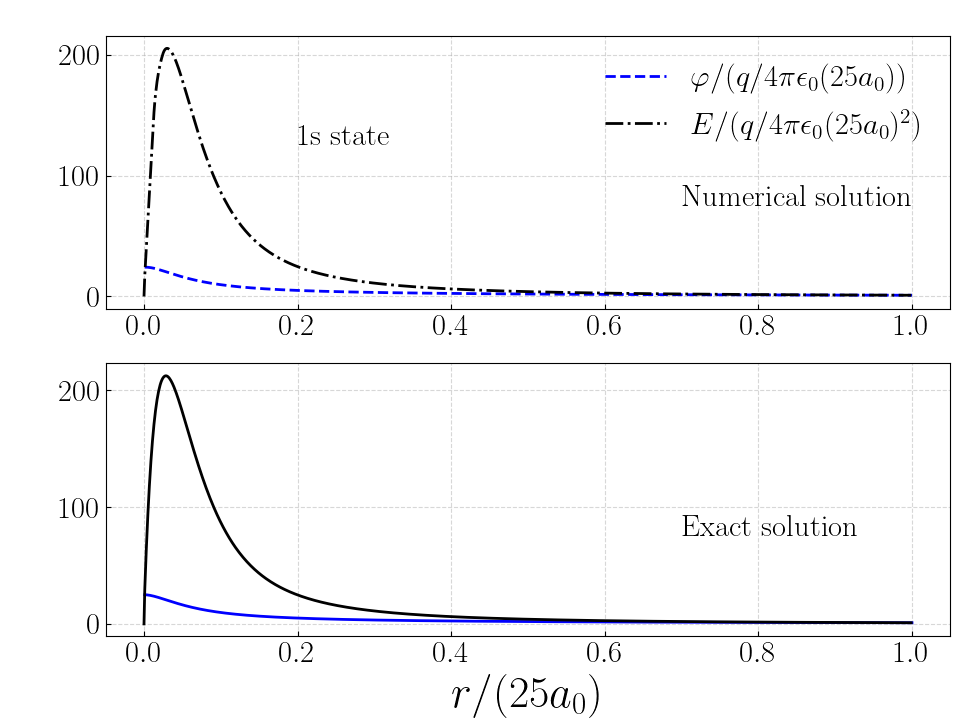 200
100
0
1s state
φ/(q/4πϵ₀(25a₀))
E/(q/4πϵ₀(25a₀)²)
Numerical solution
0.0 0.2 0.4 0.6 0.8 1.0
200
100
0
Exact solution
0.0 0.2 0.4 0.6 0.8 1.0
r/(25a₀)